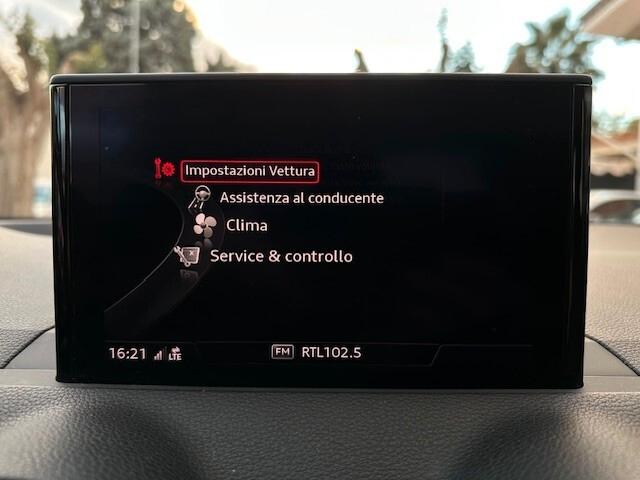 Impostazioni Vettura
Assistenza al conducente
Clima
Service & controllo
16:21 LTE FM RTL102.5